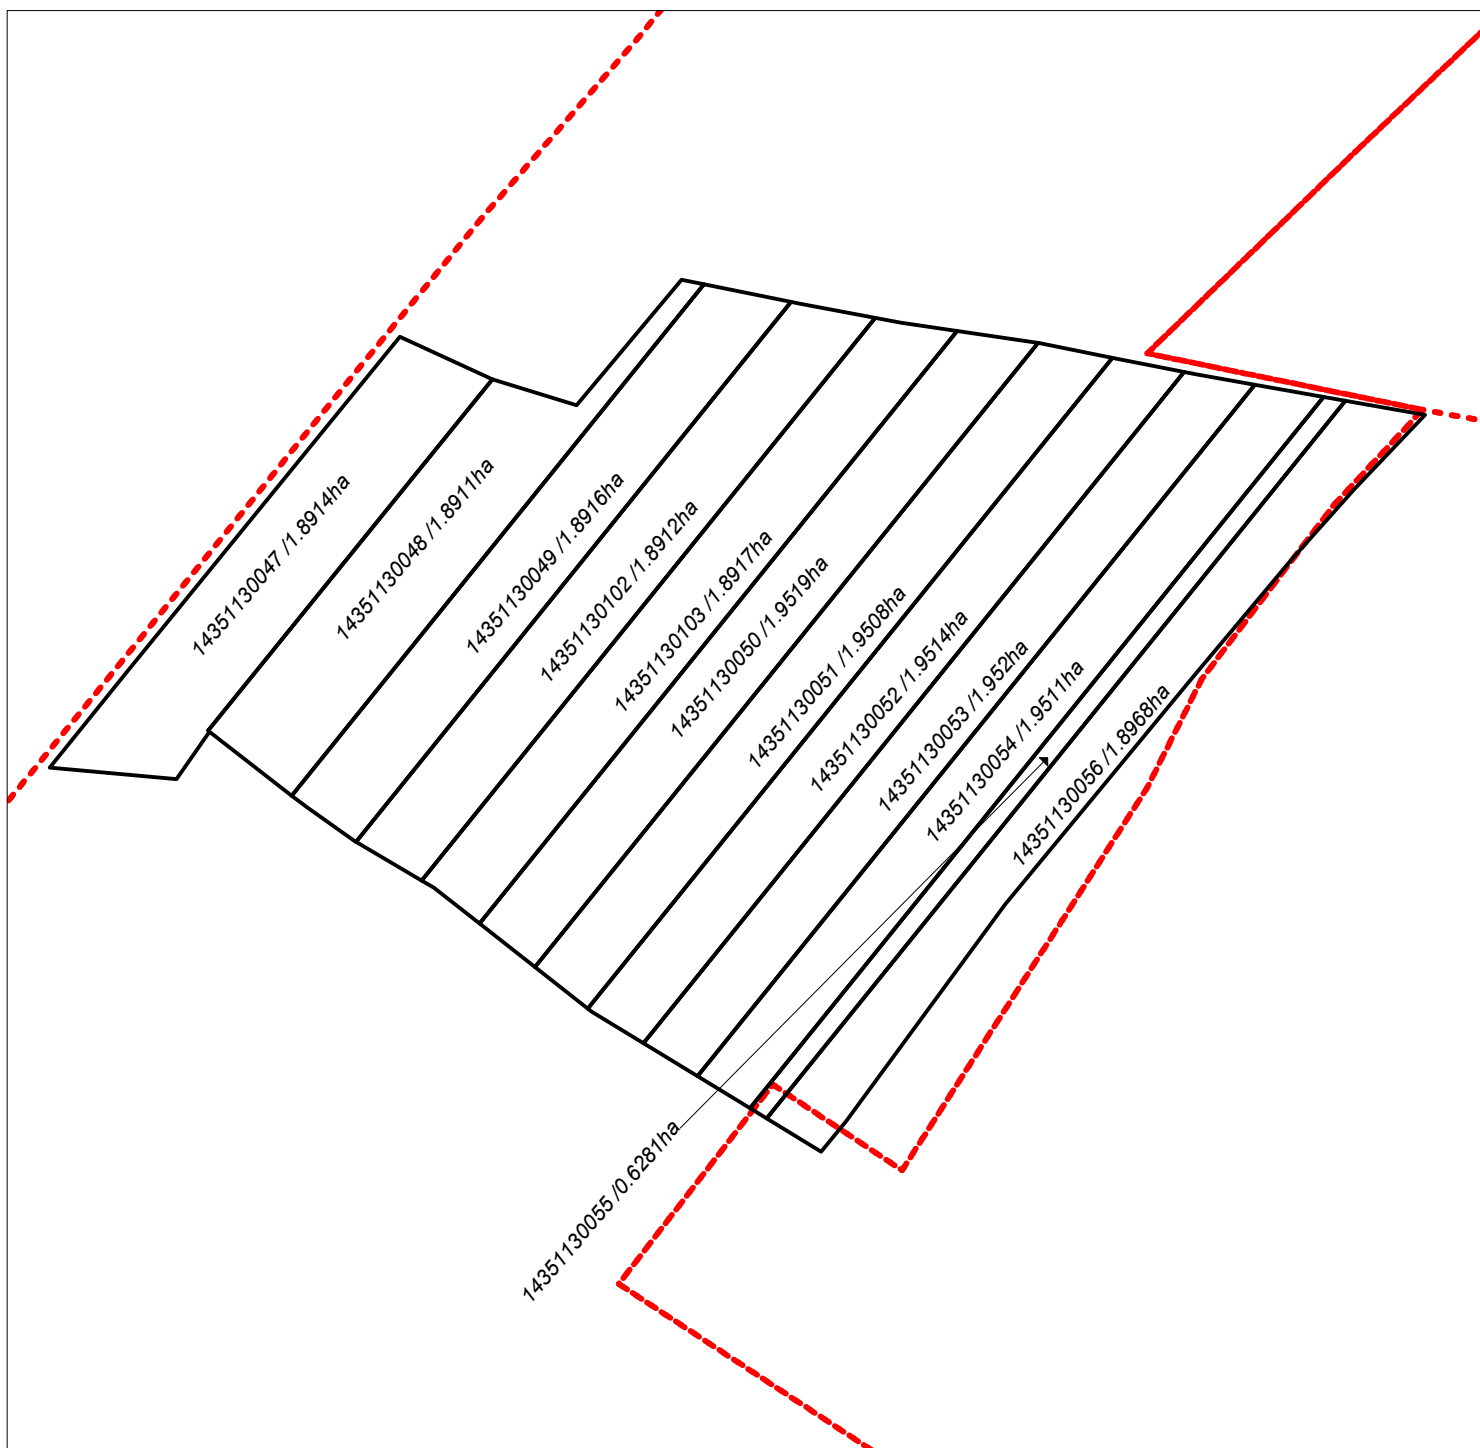 14351130047 /1.8914ha
14351130048 /1.8911ha
14351130049 /1.8916ha
14351130102 /1.8912ha
14351130103 /1.8917ha
14351130050 /1.9519ha
14351130051 /1.9508ha
14351130052 /1.9514ha
14351130053 /1.952ha
14351130054 /1.9511ha
14351130056 /1.8968ha
14351130055 /0.6281ha